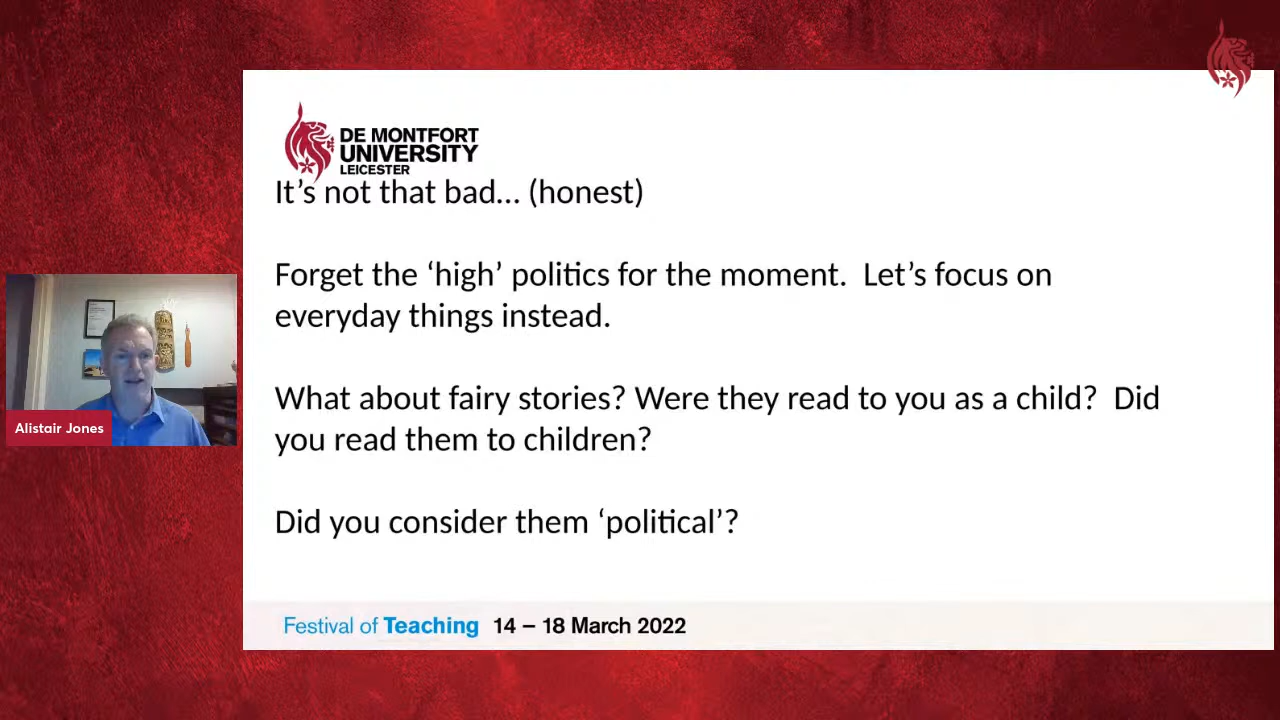 DE MONTFORT
UNIVERSITY
LEICESTER
It’s not that bad... (honest)
Forget the ‘high’ politics for the moment.  Let’s focus on
everyday things instead.
What about fairy stories? Were they read to you as a child?  Did
you read them to children?
Did you consider them ‘political’?
Alistair Jones
Festival of Teaching 14 – 18 March 2022